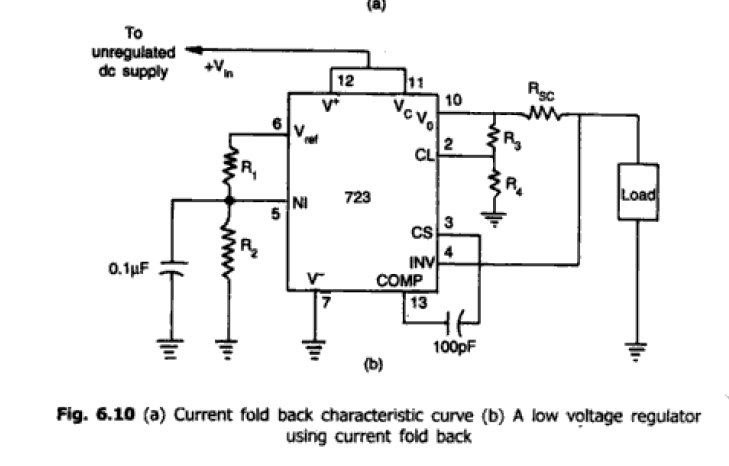 (a)
To
unregulated
dc supply
+V_in
12
11
V⁺
V_C
V_0
10
R_SC
6
V_ref
R_1
CL
2
R_3
R_4
Load
NI
5
723
CS
3
R_2
0.1µF
INV
4
V⁻
COMP
7
13
100pF
(b)
Fig. 6.10 (a) Current fold back characteristic curve (b) A low voltage regulator
using current fold back